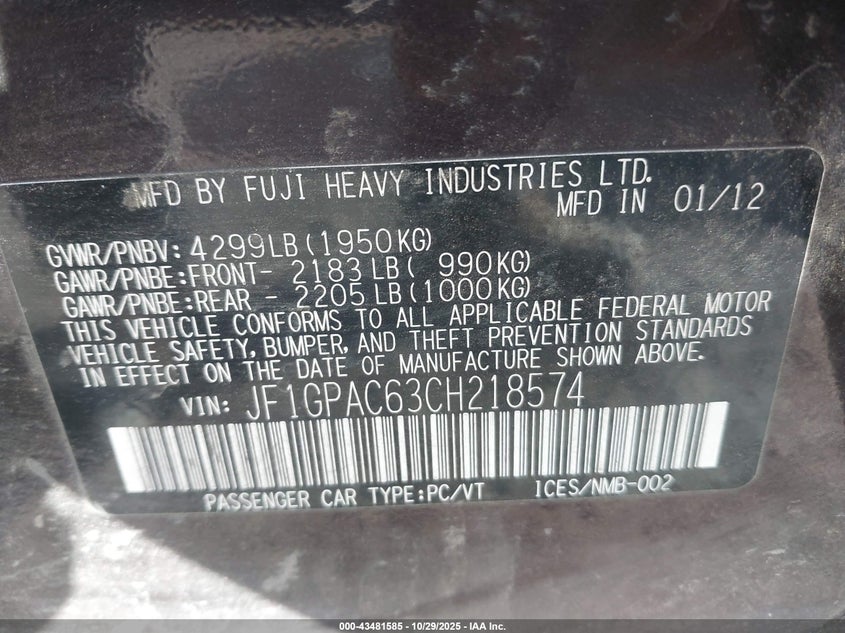 MFD BY FUJI HEAVY INDUSTRIES LTD.
MFD IN 01/12
GVWR/PNBV: 4299LB(1950KG)
GAWR/PNBE:FRONT- 2183LB( 990KG)
GAWR/PNBE:REAR - 2205LB(1000KG)
THIS VEHICLE CONFORMS TO ALL APPLICABLE FEDERAL MOTOR
VEHICLE SAFETY, BUMPER, AND THEFT PREVENTION STANDARDS
IN EFFECT ON THE DATE OF MANUFACTURE SHOWN ABOVE.
VIN: JF1GPAC63CH218574
PASSENGER CAR TYPE:PC/VT ICES/NMB-002
000-43481585 - 10/29/2025 - IAA Inc.